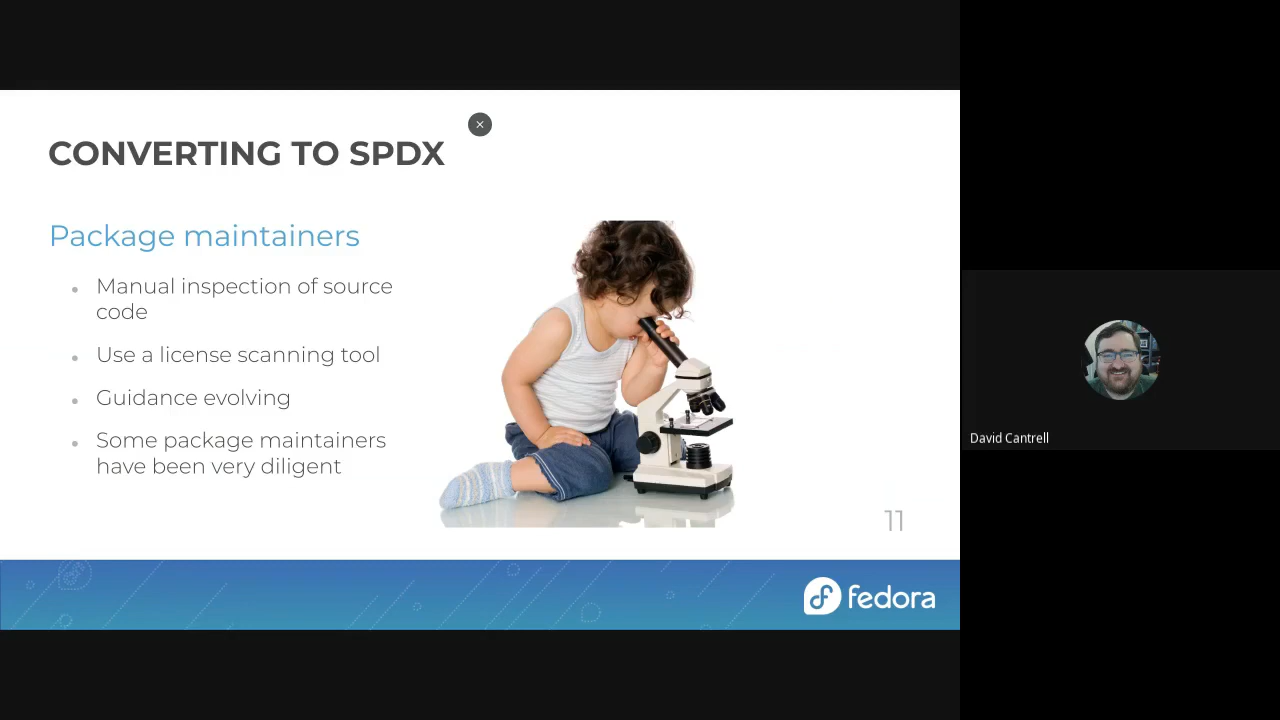 CONVERTING TO SPDX
Package maintainers
Manual inspection of source
code
Use a license scanning tool
Guidance evolving
Some package maintainers
have been very diligent
11
fedora
David Cantrell